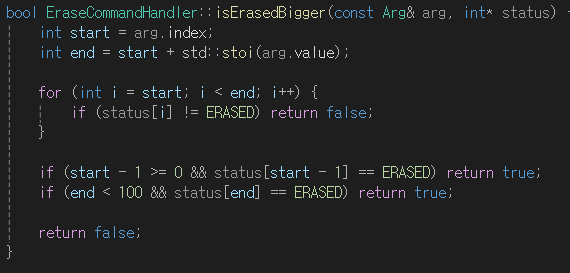 bool EraseCommandHandler::isErasedBigger(const Arg& arg, int* status) {
    int start = arg.index;
    int end = start + std::stoi(arg.value);
    for (int i = start; i < end; i++) {
        if (status[i] != ERASED) return false;
    }
    if (start - 1 >= 0 && status[start - 1] == ERASED) return true;
    if (end < 100 && status[end] == ERASED) return true;
    return false;
}